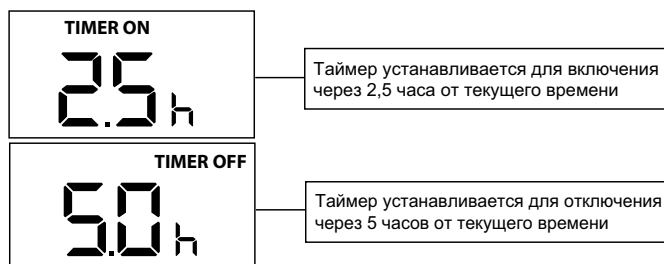 TIMER ON
2.5 h
Таймер устанавливается для включения
через 2,5 часа от текущего времени
TIMER OFF
5.0 h
Таймер устанавливается для отключения
через 5 часов от текущего времени